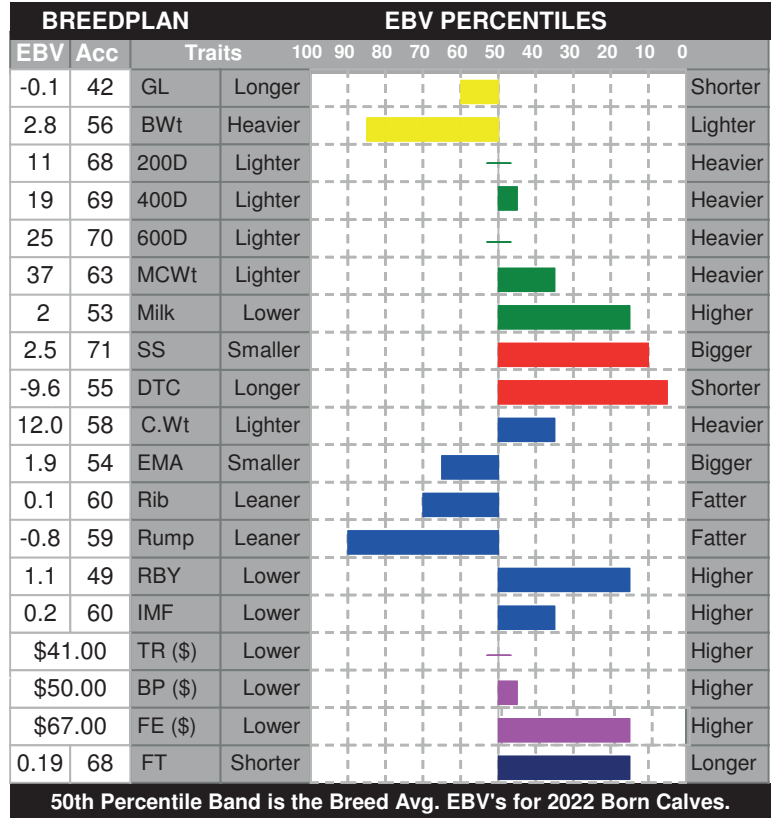 BREEDPLAN EBV PERCENTILES
EBV Acc Traits 100 90 80 70 60 50 40 30 20 10 0
-0.1 42 GL Longer Shorter
2.8 56 BWt Heavier Lighter
11 68 200D Lighter Heavier
19 69 400D Lighter Heavier
25 70 600D Lighter Heavier
37 63 MCWt Lighter Heavier
2 53 Milk Lower Higher
2.5 71 SS Smaller Bigger
-9.6 55 DTC Longer Shorter
12.0 58 C.Wt Lighter Heavier
1.9 54 EMA Smaller Bigger
0.1 60 Rib Leaner Fatter
-0.8 59 Rump Leaner Fatter
1.1 49 RBY Lower Higher
0.2 60 IMF Lower Higher
$41.00 TR ($) Lower Higher
$50.00 BP ($) Lower Higher
$67.00 FE ($) Lower Higher
0.19 68 FT Shorter Longer
50th Percentile Band is the Breed Avg. EBV's for 2022 Born Calves.